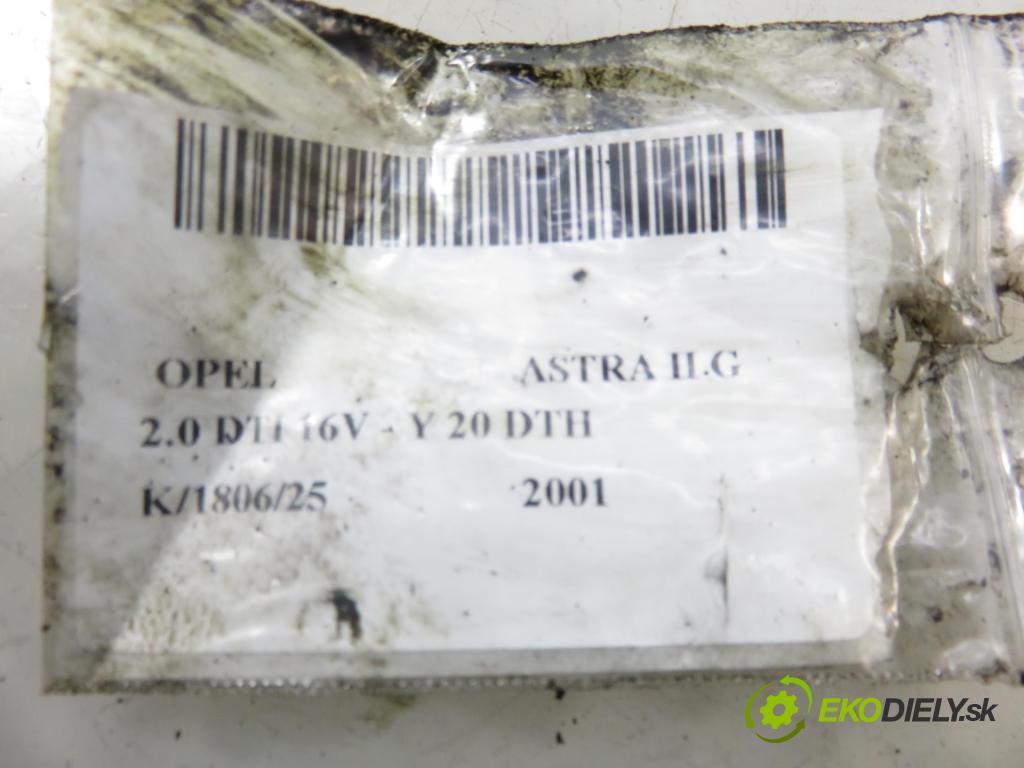 OPEL ASTRA II.G
2.0 DTI 16V - Y 20 DTH
K/1806/25 2001
EKODIELY.sk